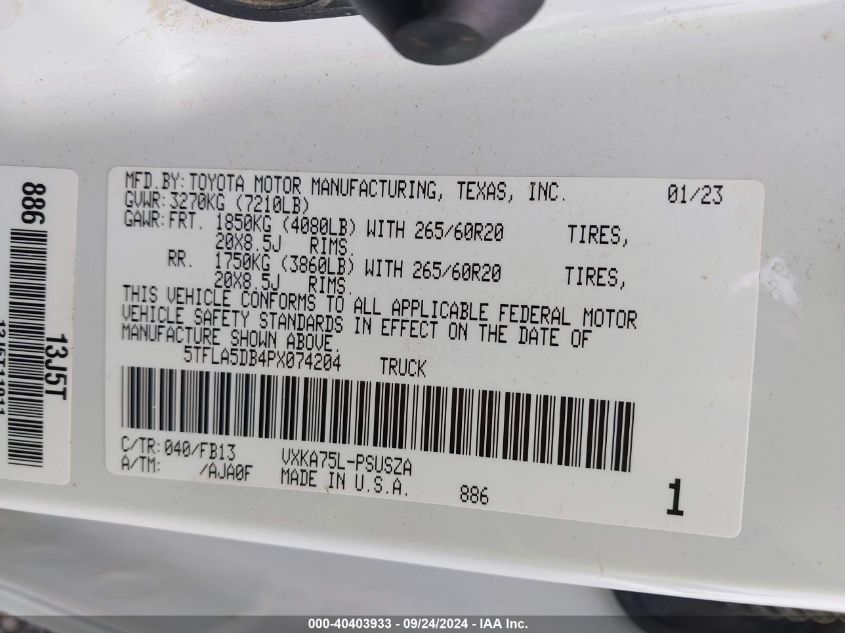 MFD.BY:TOYOTA MOTOR MANUFACTURING, TEXAS, INC. 01/23
GVWR:3270KG (7210LB)
GAWR:FRT. 1850KG (4080LB) WITH 265/60R20 TIRES,
20X8.5J RIMS.
RR. 1750KG (3860LB) WITH 265/60R20 TIRES,
20X8.5J RIMS.
THIS VEHICLE CONFORMS TO ALL APPLICABLE FEDERAL MOTOR
VEHICLE SAFETY STANDARDS IN EFFECT ON THE DATE OF
MANUFACTURE SHOWN ABOVE.
5TFLA5DB4PX074204 TRUCK
C/TR:040/FB13 VXKA75L-PSUSZA
A/TM: /AJA0F MADE IN U.S.A. 886 1
886
13J5T
000-40403933 - 09/24/2024 - IAA Inc.